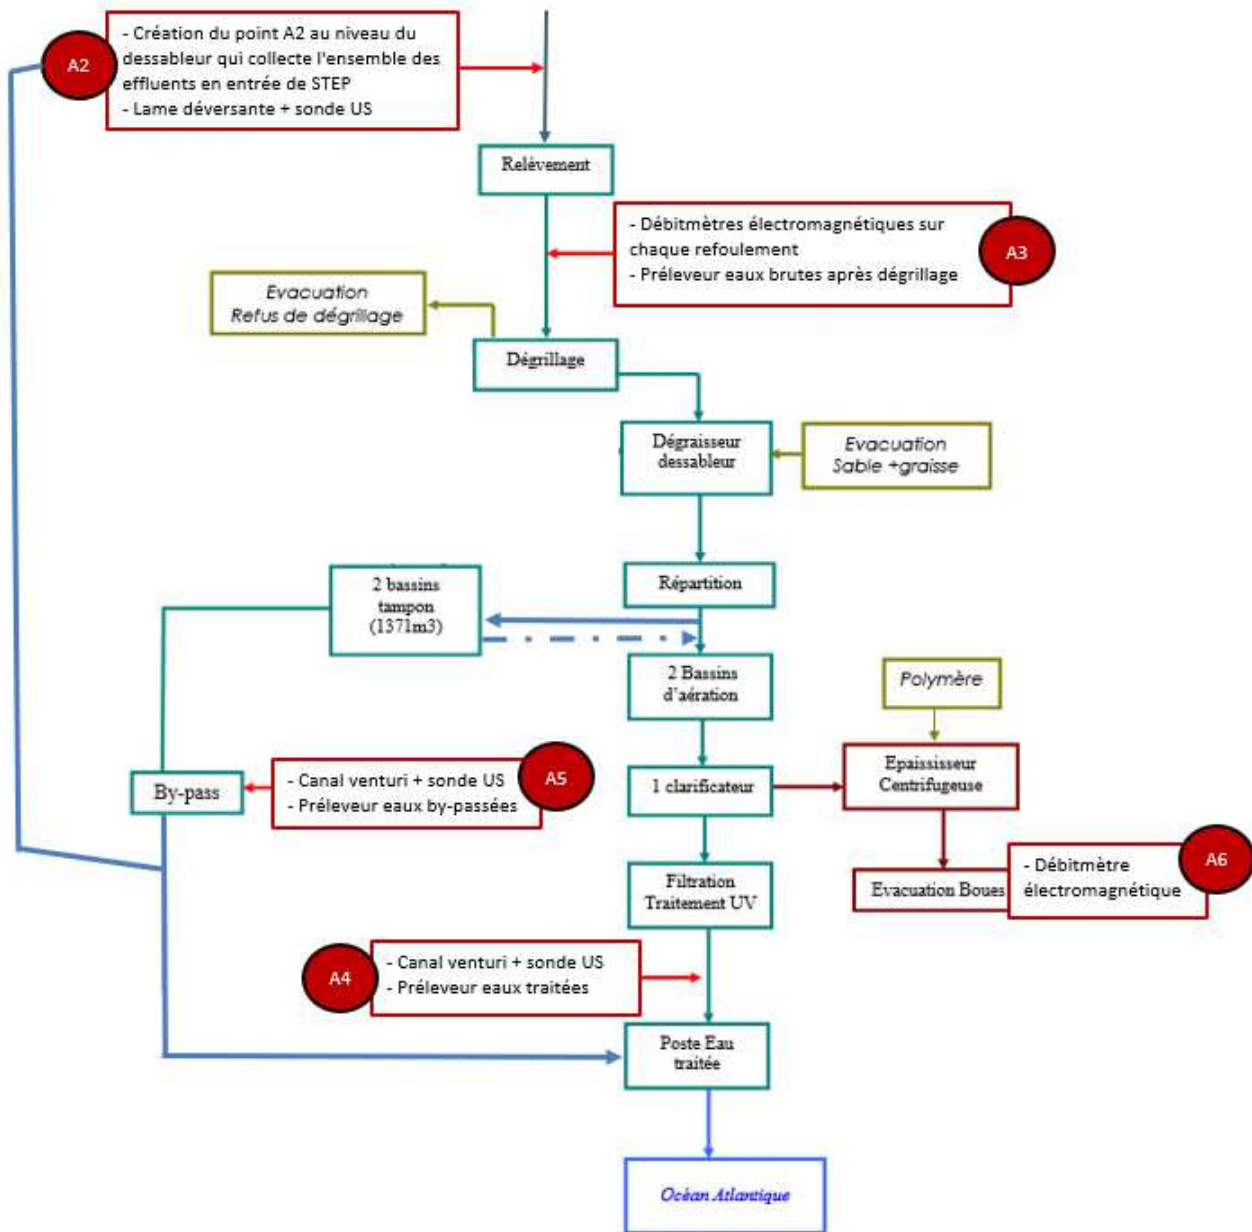 A2
- Création du point A2 au niveau du
dessableur qui collecte l'ensemble des
effluents en entrée de STEP
- Lame déversante + sonde US
Relèvement
- Débitmètres électromagnétiques sur
chaque refoulement
- Préleveur eaux brutes après dégrillage
A3
Evacuation
Refus de dégrillage
Dégrillage
Dégraisseur
dessableur
Evacuation
Sable +graisse
Répartition
2 bassins
tampon
(1371m3)
2 Bassins
d'aération
Polymère
By-pass
- Canal venturi + sonde US
- Préleveur eaux by-passées
A5
1 clarificateur
Epaississeur
Centrifugeuse
Filtration
Traitement UV
Evacuation Boues
- Débitmètre
électromagnétique
A6
A4
- Canal venturi + sonde US
- Préleveur eaux traitées
Poste Eau
traitée
Océan Atlantique